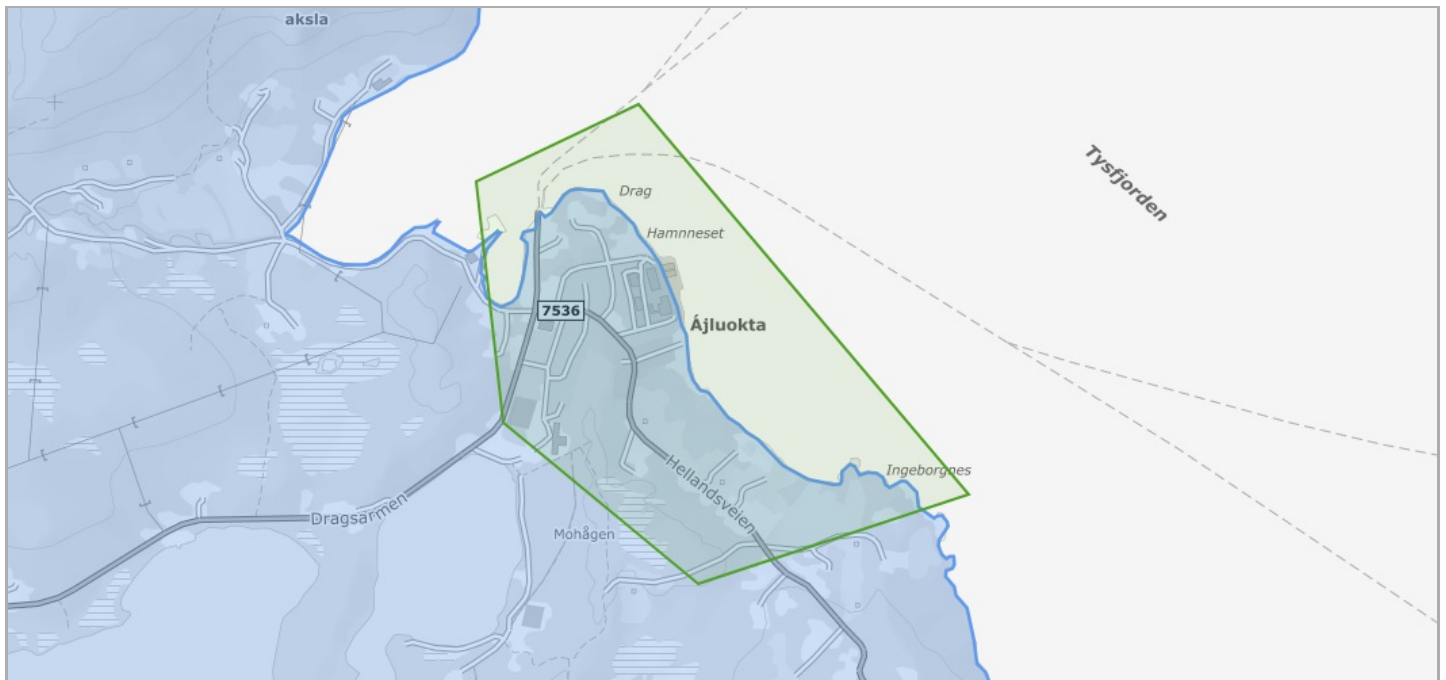 aksla
Tysfjorden
Drag
Hamnneset
7536
Ájluokta
Ingeborgnes
Hellandsveien
Dragsarmen
Mohågen